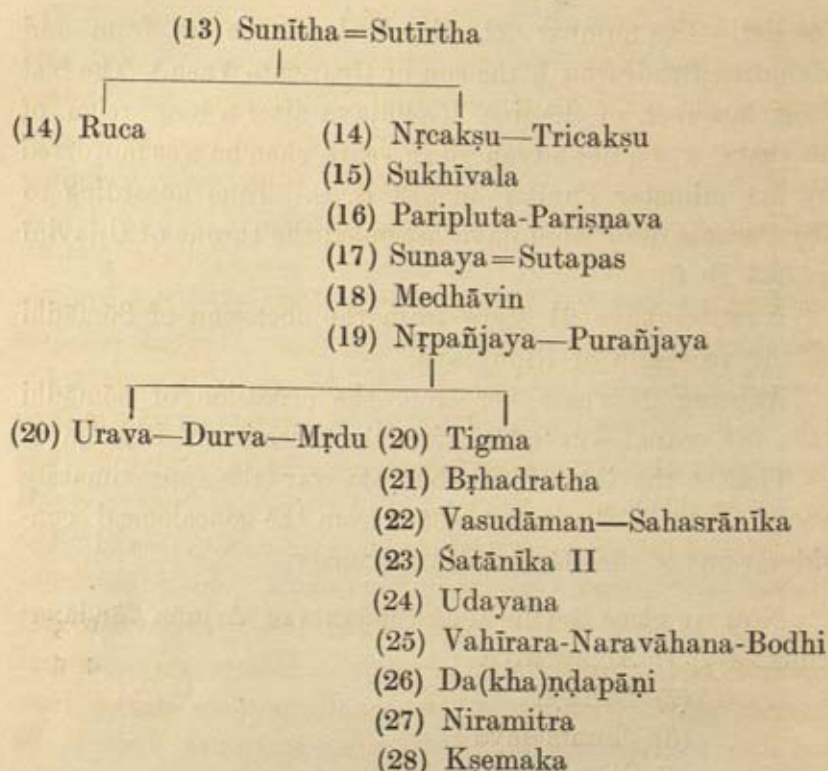 (13) Sunītha=Sutīrtha
(14) Ruca (14) Nṛcakṣu—Tricakṣu
(15) Sukhīvala
(16) Paripluta-Pariṣṇava
(17) Sunaya=Sutapas
(18) Medhāvin
(19) Nṛpañjaya—Purañjaya
(20) Urava—Durva—Mṛdu (20) Tigma
(21) Bṛhadratha
(22) Vasudāman—Sahasrānīka
(23) Śatānīka II
(24) Udayana
(25) Vahīrara-Naravāhana-Bodhi
(26) Da(kha)ṇḍapāṇi
(27) Niramitra
(28) Kṣemaka